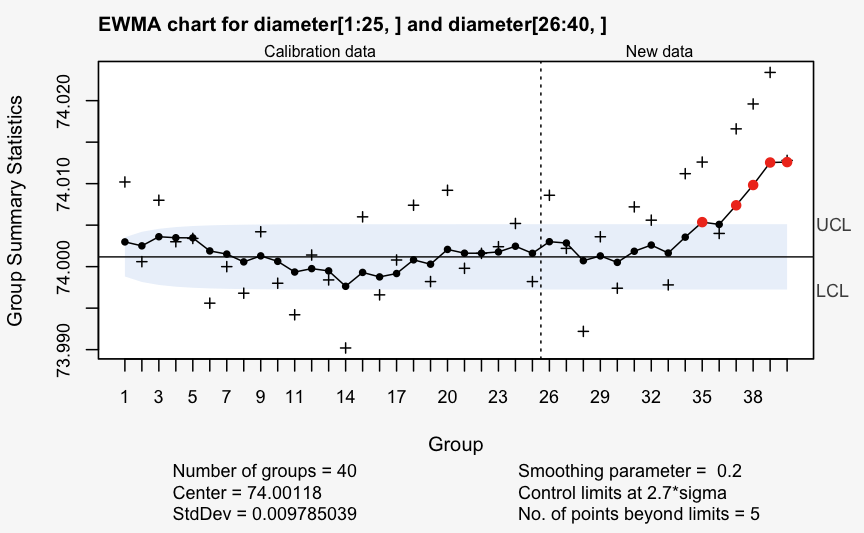 EWMA chart for diameter[1:25, ] and diameter[26:40, ]
Calibration data New data
Group Summary Statistics
74.020
74.010
74.000
73.990
UCL
LCL
1 3 5 7 9 11 14 17 20 23 26 29 32 35 38
Group
Number of groups = 40
Center = 74.00118
StdDev = 0.009785039
Smoothing parameter = 0.2
Control limits at 2.7*sigma
No. of points beyond limits = 5